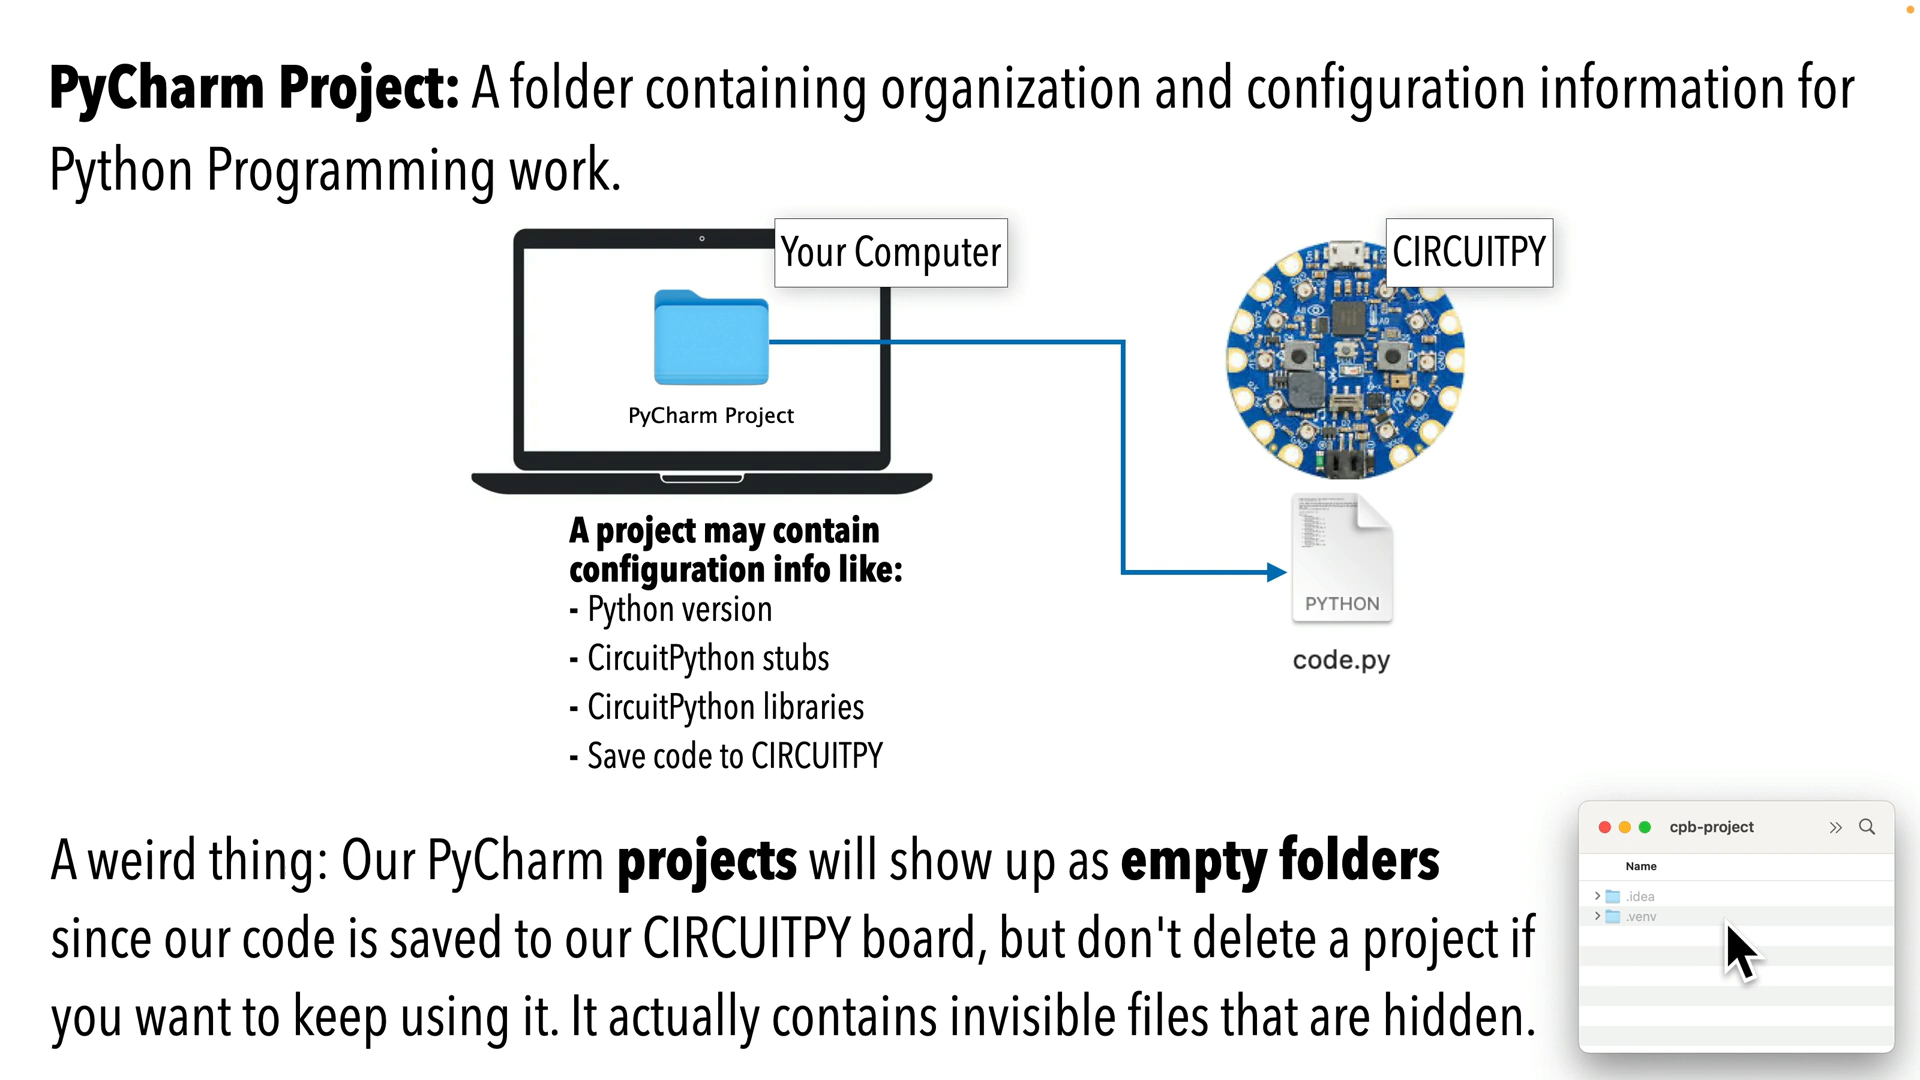 PyCharm Project: A folder containing organization and configuration information for
Python Programming work.
Your Computer
CIRCUITPY
PyCharm Project
A project may contain
configuration info like:
- Python version
- CircuitPython stubs
- CircuitPython libraries
- Save code to CIRCUITPY
PYTHON
code.py
A weird thing: Our PyCharm projects will show up as empty folders
since our code is saved to our CIRCUITPY board, but don't delete a project if
you want to keep using it. It actually contains invisible files that are hidden.
cpb-project
Name
.idea
.venv